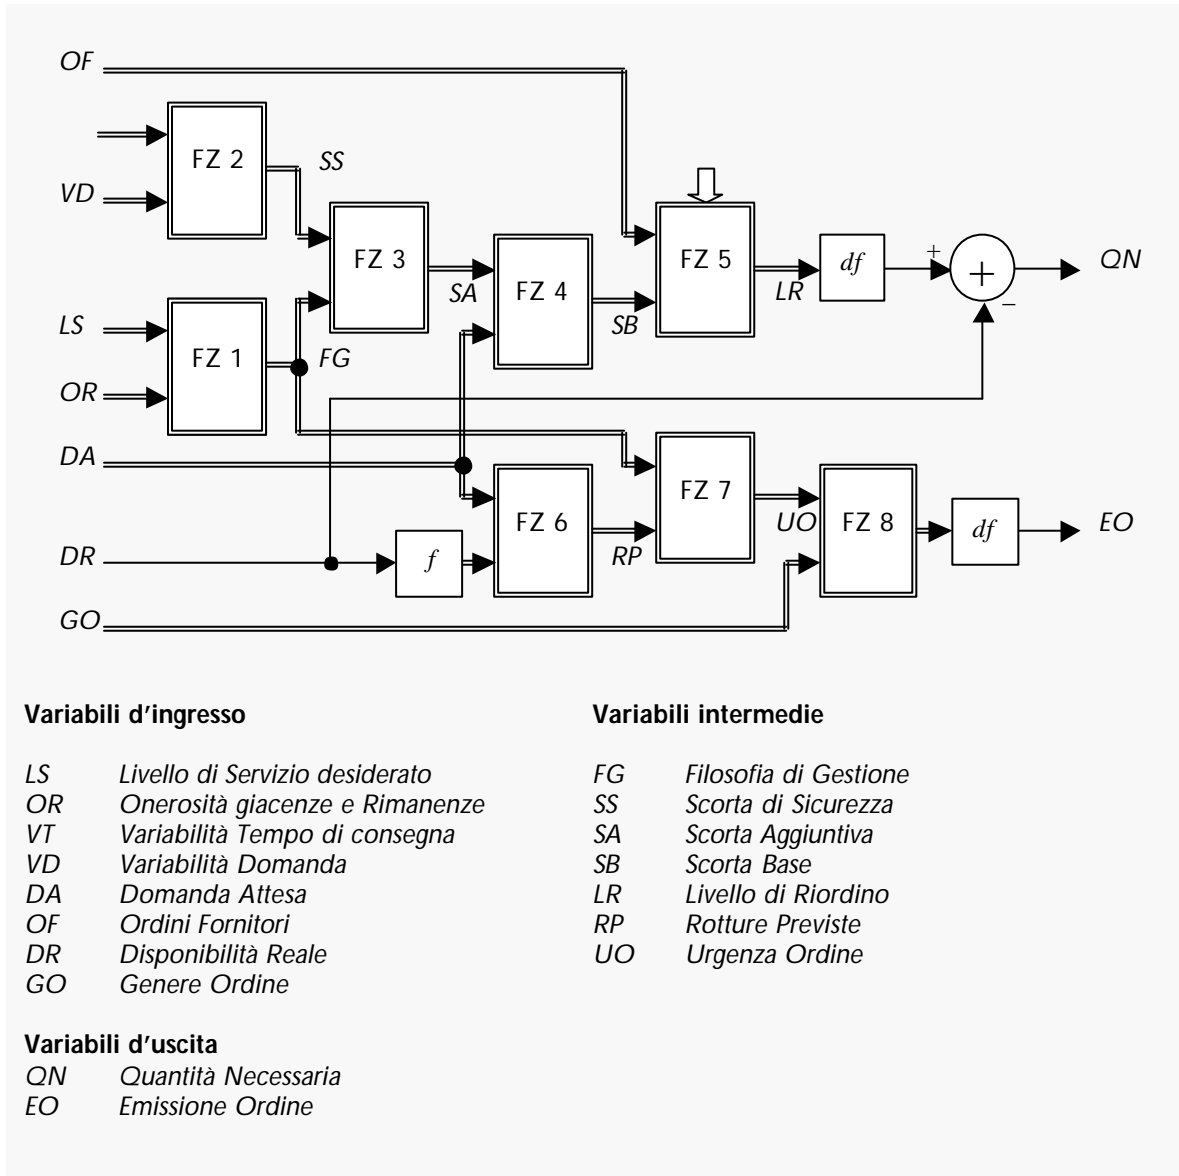 OF
FZ 2
SS
VD
FZ 3
FZ 5
df
+
+
QN
FZ 4
SA
LR
−
LS
SB
FZ 1
FG
OR
DA
FZ 7
FZ 6
UO
FZ 8
df
EO
DR
f
RP
GO
Variabili d'ingresso
LS Livello di Servizio desiderato
OR Onerosità giacenze e Rimanenze
VT Variabilità Tempo di consegna
VD Variabilità Domanda
DA Domanda Attesa
OF Ordini Fornitori
DR Disponibilità Reale
GO Genere Ordine
Variabili d'uscita
QN Quantità Necessaria
EO Emissione Ordine
Variabili intermedie
FG Filosofia di Gestione
SS Scorta di Sicurezza
SA Scorta Aggiuntiva
SB Scorta Base
LR Livello di Riordino
RP Rotture Previste
UO Urgenza Ordine